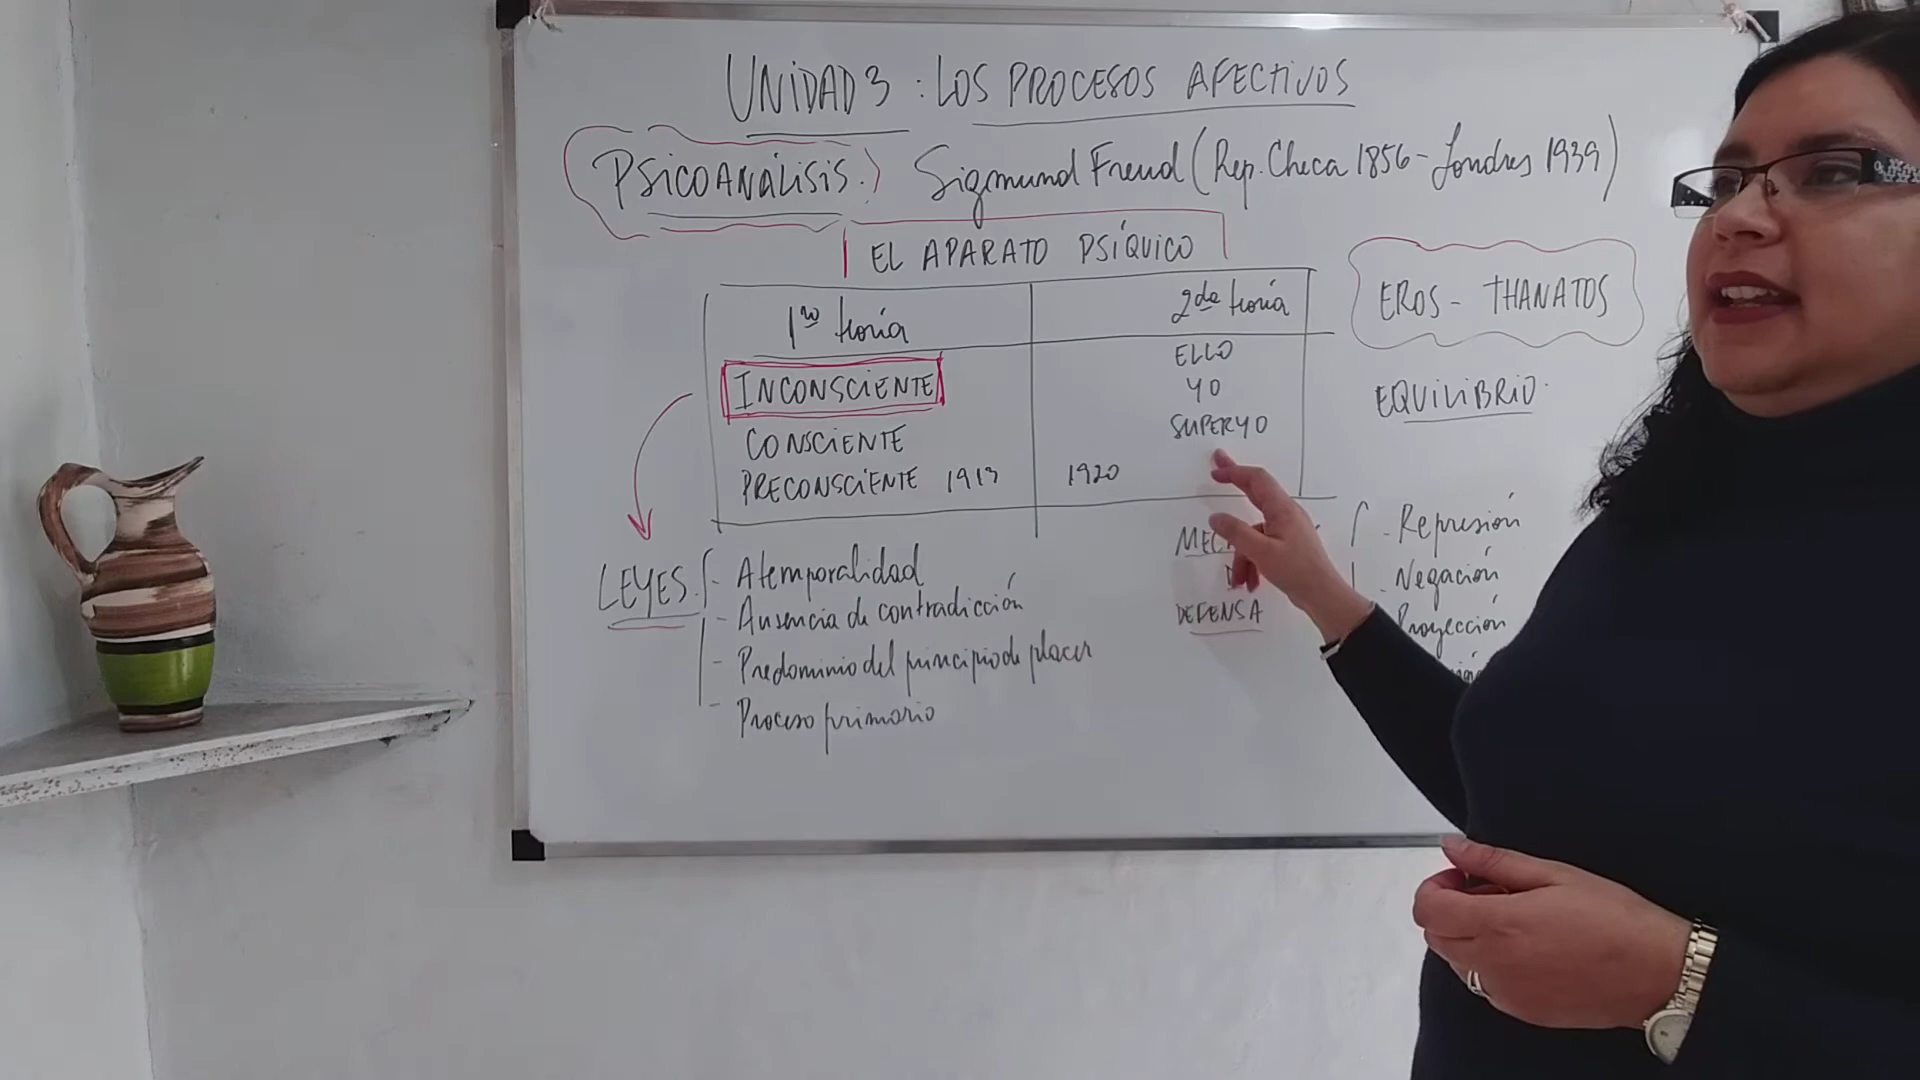 UNIDAD 3 : LOS PROCESOS AFECTIVOS
PSICOANÁLISIS. Sigmund Freud (Rep. Checa 1856 - Londres 1939)
EL APARATO PSÍQUICO
1ra teoría
2da teoría
INCONSCIENTE
CONSCIENTE
PRECONSCIENTE 1913
ELLO
YO
SUPERYO
1920
EROS - THANATOS
EQUILIBRIO.
LEYES.
- Atemporalidad
- Ausencia de contradicción
- Predominio del principio de placer
- Proceso primario
DEFENSA
- Represión
- Negación
Proyección